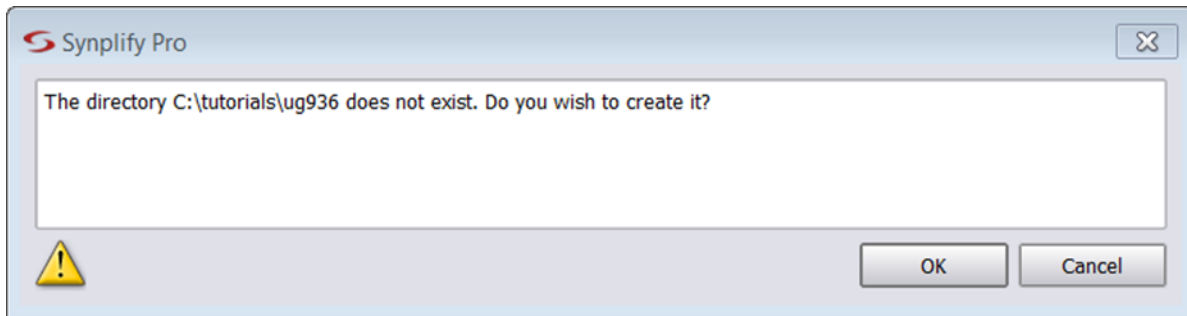 Synplify Pro
The directory C:\tutorials\ug936 does not exist. Do you wish to create it?
OK
Cancel